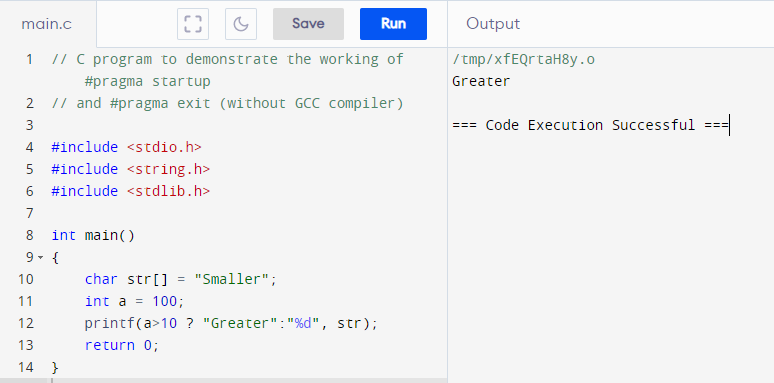 main.c Save Run Output
1 // C program to demonstrate the working of
#pragma startup
2 // and #pragma exit (without GCC compiler)
3
4 #include <stdio.h>
5 #include <string.h>
6 #include <stdlib.h>
7
8 int main()
9 {
10 char str[] = "Smaller";
11 int a = 100;
12 printf(a>10 ? "Greater":"%d", str);
13 return 0;
14 }
/tmp/xfEQrtaH8y.o
Greater
=== Code Execution Successful ===